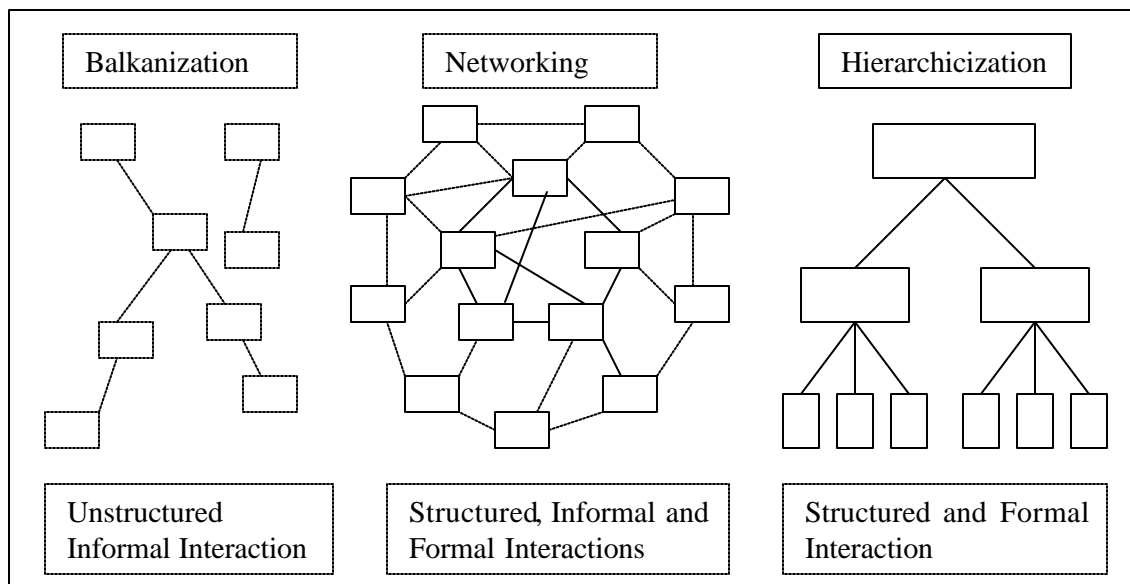 Balkanization
Networking
Hierarchicization
Unstructured
Informal Interaction
Structured, Informal and
Formal Interactions
Structured and Formal
Interaction